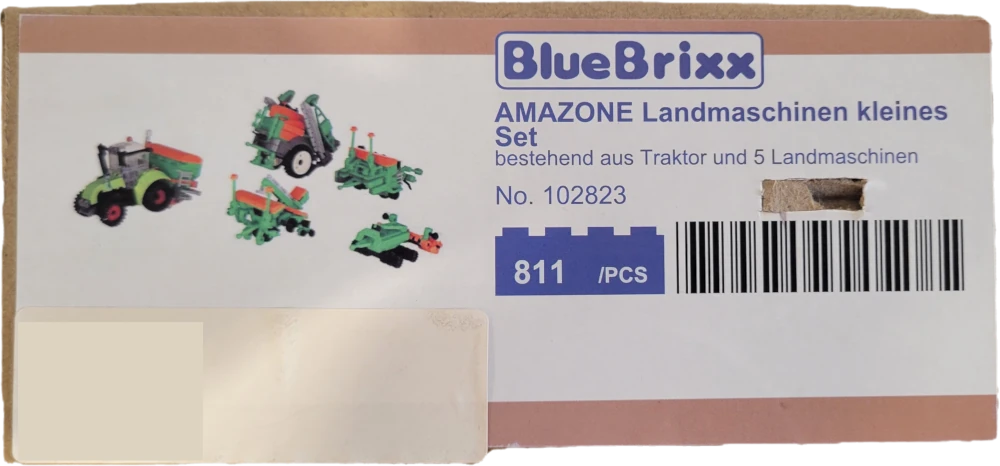 BlueBrixx
AMAZONE Landmaschinen kleines
Set
bestehend aus Traktor und 5 Landmaschinen
No. 102823
811 /PCS